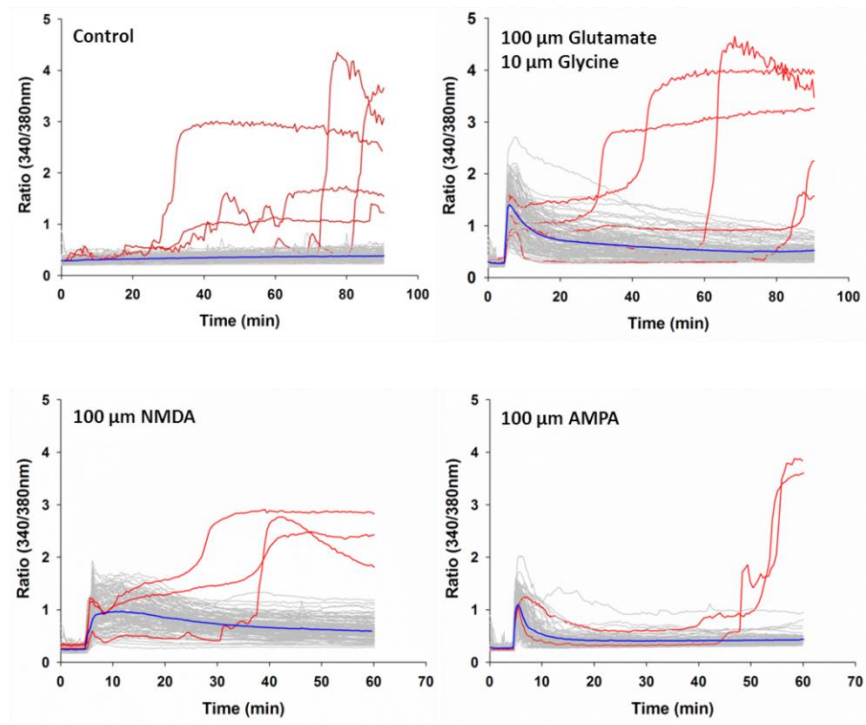 Control
Ratio (340/380nm)
5
4
3
2
1
0
0 20 40 60 80 100
Time (min)
100 μm Glutamate
10 μm Glycine
Ratio (340/380nm)
5
4
3
2
1
0
0 20 40 60 80 100
Time (min)
100 μm NMDA
Ratio (340/380nm)
5
4
3
2
1
0
0 10 20 30 40 50 60 70
Time (min)
100 μm AMPA
Ratio (340/380nm)
5
4
3
2
1
0
0 10 20 30 40 50 60 70
Time (min)